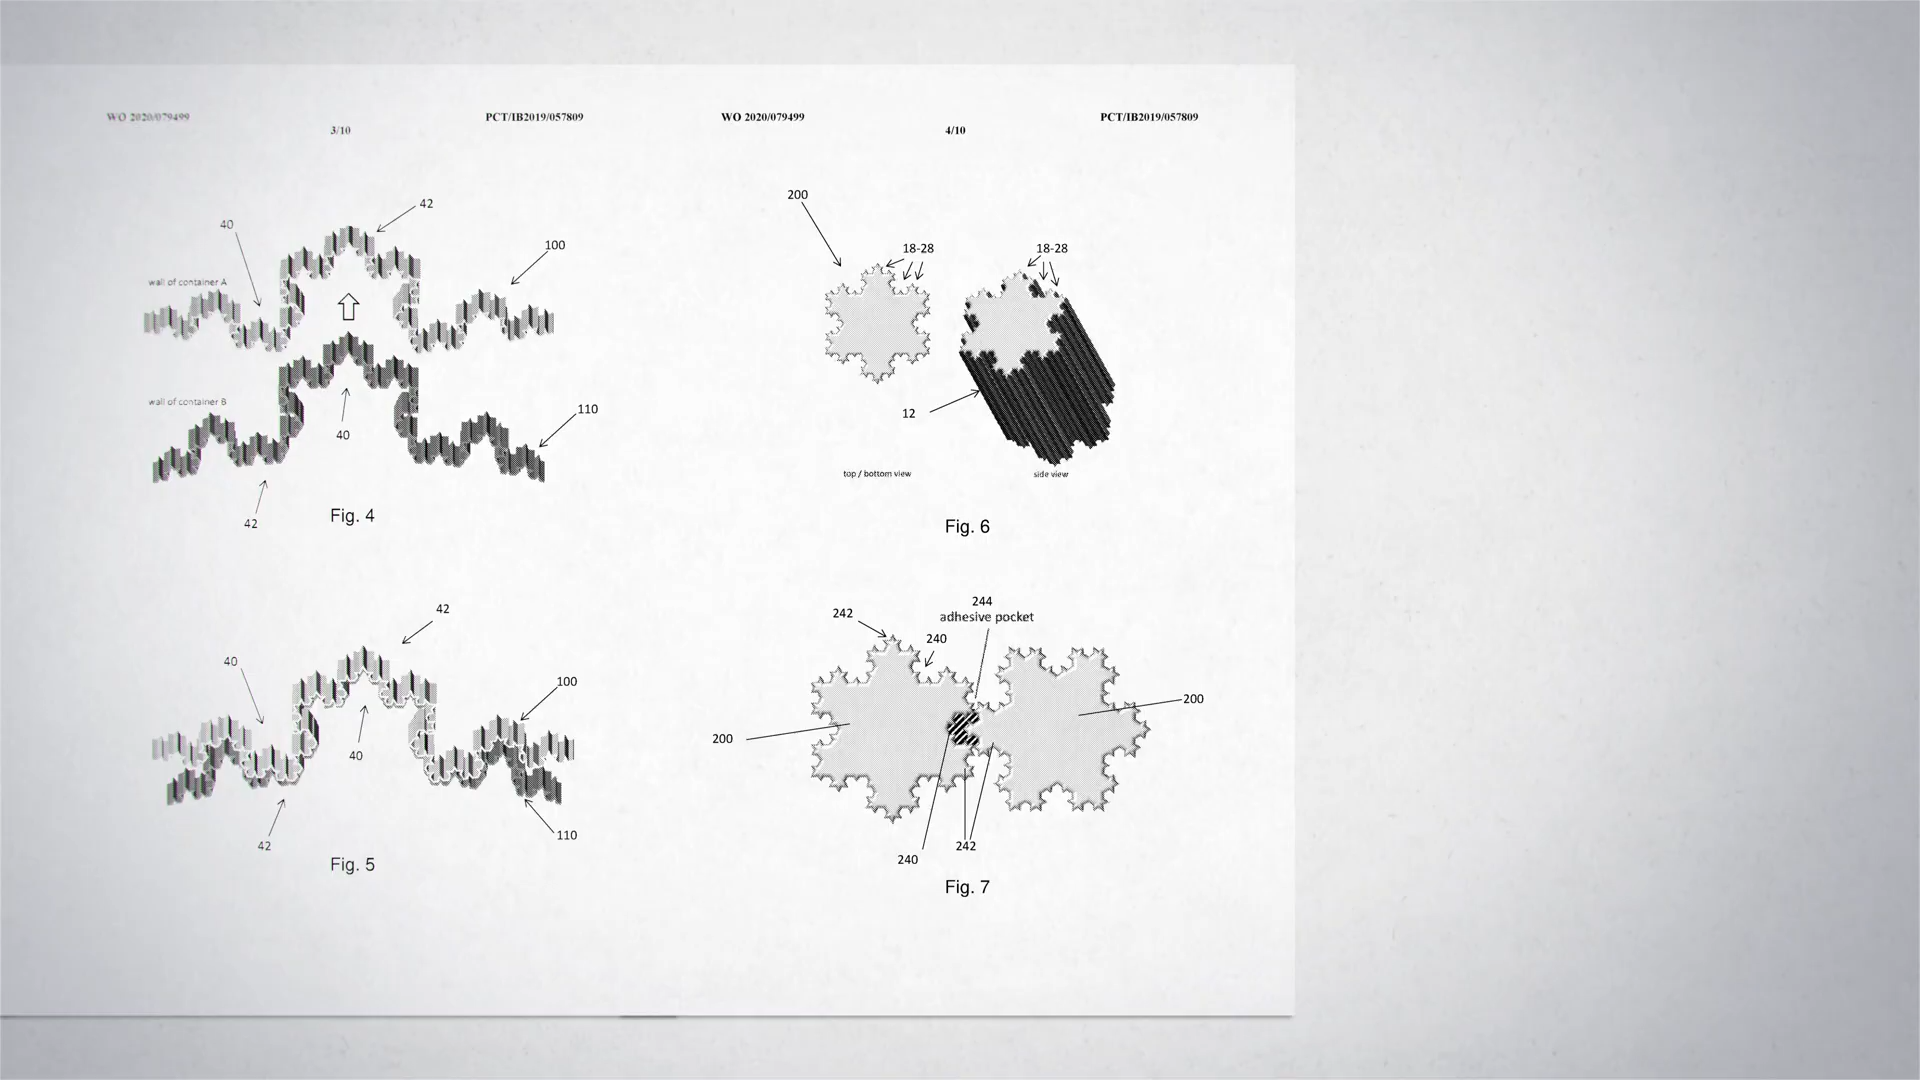 WO 2020/079499
PCT/IB2019/057809
3/10
40
42
100
wall of container A
wall of container B
40
110
42
Fig. 4
42
40
100
40
42
110
Fig. 5
WO 2020/079499
PCT/IB2019/057809
4/10
200
18-28
18-28
12
top / bottom view
side view
Fig. 6
244
adhesive pocket
242
240
200
200
240
242
Fig. 7